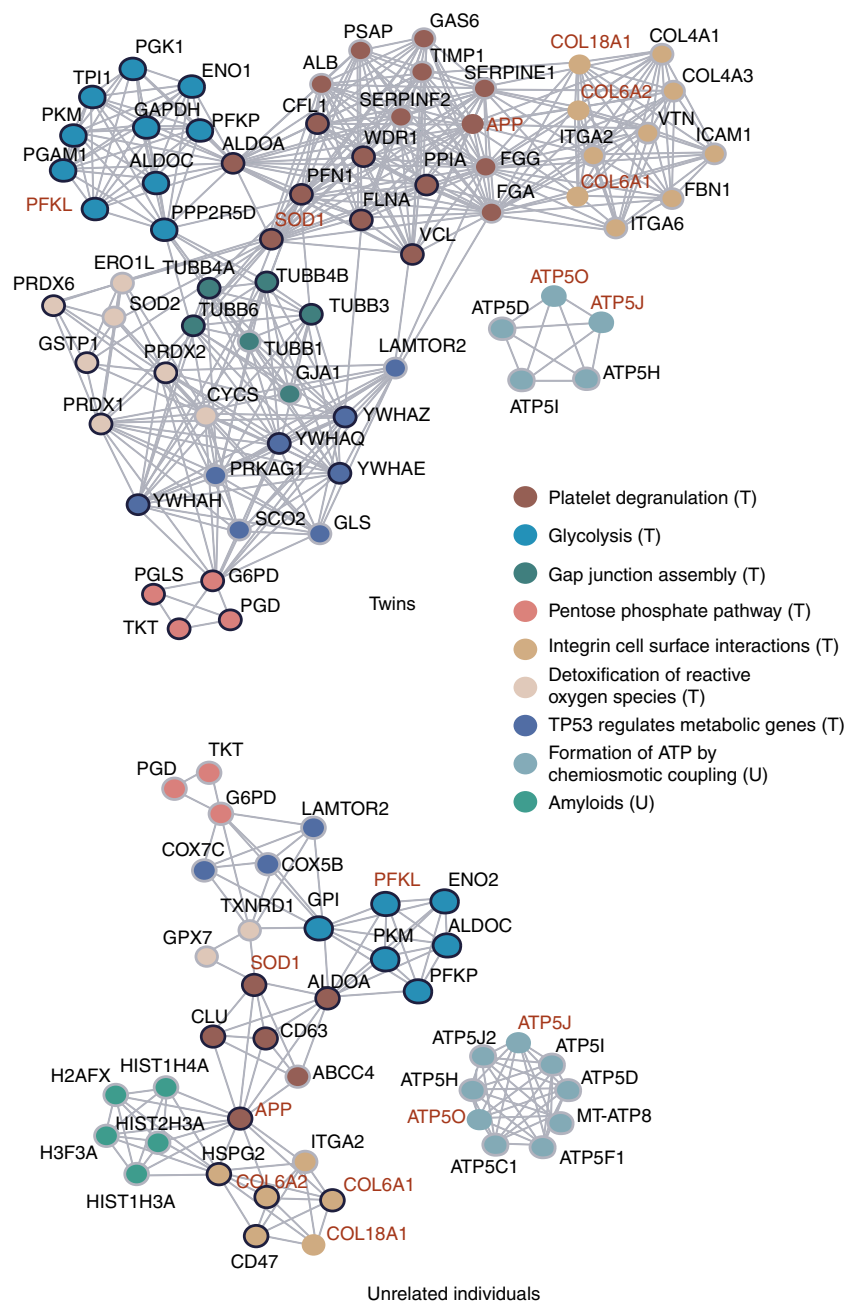 GAS6
PSAP
PGK1
COL18A1
COL4A1
ALB
TIMP1
TPI1
ENO1
SERPINE1
COL4A3
CFL1
SERPINF2
COL6A2
PKM
GAPDH
PFKP
APP
VTN
ALDOA
WDR1
ITGA2
ICAM1
PGAM1
ALDOC
PPIA
FGG
PFN1
FGA
COL6A1
FBN1
PFKL
PPP2R5D
SOD1
FLNA
VCL
ITGA6
ERO1L
TUBB4A
TUBB4B
PRDX6
SOD2
TUBB6
TUBB3
ATP5O
ATP5D
ATP5J
GSTP1
PRDX2
TUBB1
LAMTOR2
GJA1
ATP5H
ATP5I
PRDX1
CYCS
YWHAZ
YWHAQ
PRKAG1
YWHAE
YWHAH
SCO2
GLS
PGLS
G6PD
PGD
TKT
Twins
Platelet degranulation (T)
Glycolysis (T)
Gap junction assembly (T)
Pentose phosphate pathway (T)
Integrin cell surface interactions (T)
Detoxification of reactive
oxygen species (T)
TP53 regulates metabolic genes (T)
Formation of ATP by
chemiosmotic coupling (U)
Amyloids (U)
TKT
PGD
G6PD
LAMTOR2
COX7C
COX5B
PFKL
ENO2
TXNRD1
GPI
ALDOC
GPX7
PKM
SOD1
ALDOA
PFKP
CLU
CD63
ABCC4
ATP5J
ATP5J2
ATP5I
ATP5H
ATP5D
ATP5O
MT-ATP8
ATP5C1
ATP5F1
HIST1H4A
H2AFX
APP
HIST2H3A
H3F3A
ITGA2
HSPG2
HIST1H3A
COL6A2
COL6A1
COL18A1
CD47
Unrelated individuals